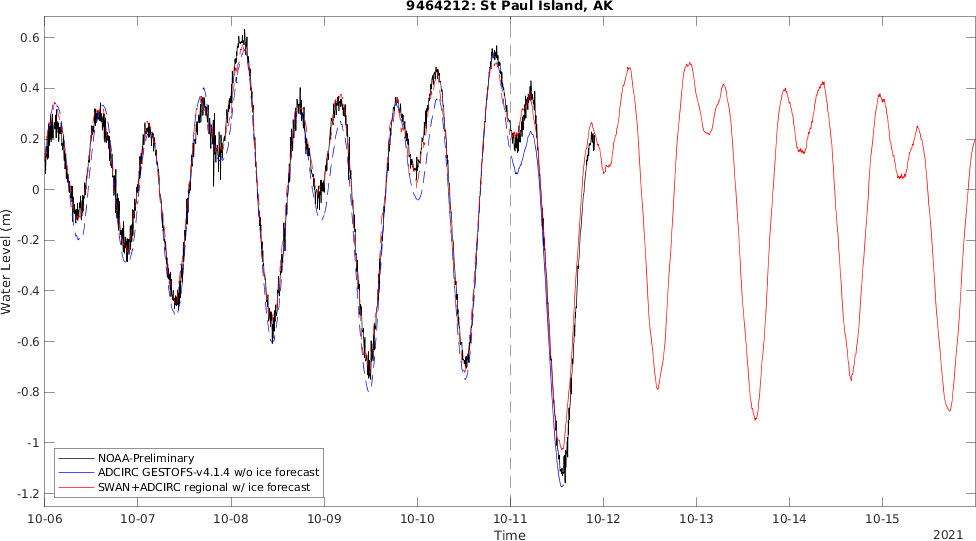 9464212: St Paul Island, AK
0.6
0.4
0.2
0
-0.2
-0.4
-0.6
-0.8
-1
-1.2
Water Level (m)
NOAA-Preliminary
ADCIRC GESTOFS-v4.1.4 w/o ice forecast
SWAN+ADCIRC regional w/ ice forecast
10-06 10-07 10-08 10-09 10-10 10-11 10-12 10-13 10-14 10-15
Time
2021